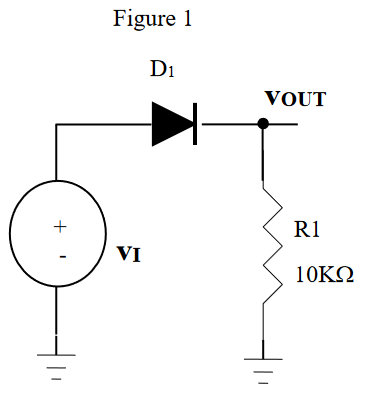 Figure 1
D1
VOUT
+
-
VI
R1
10KΩ